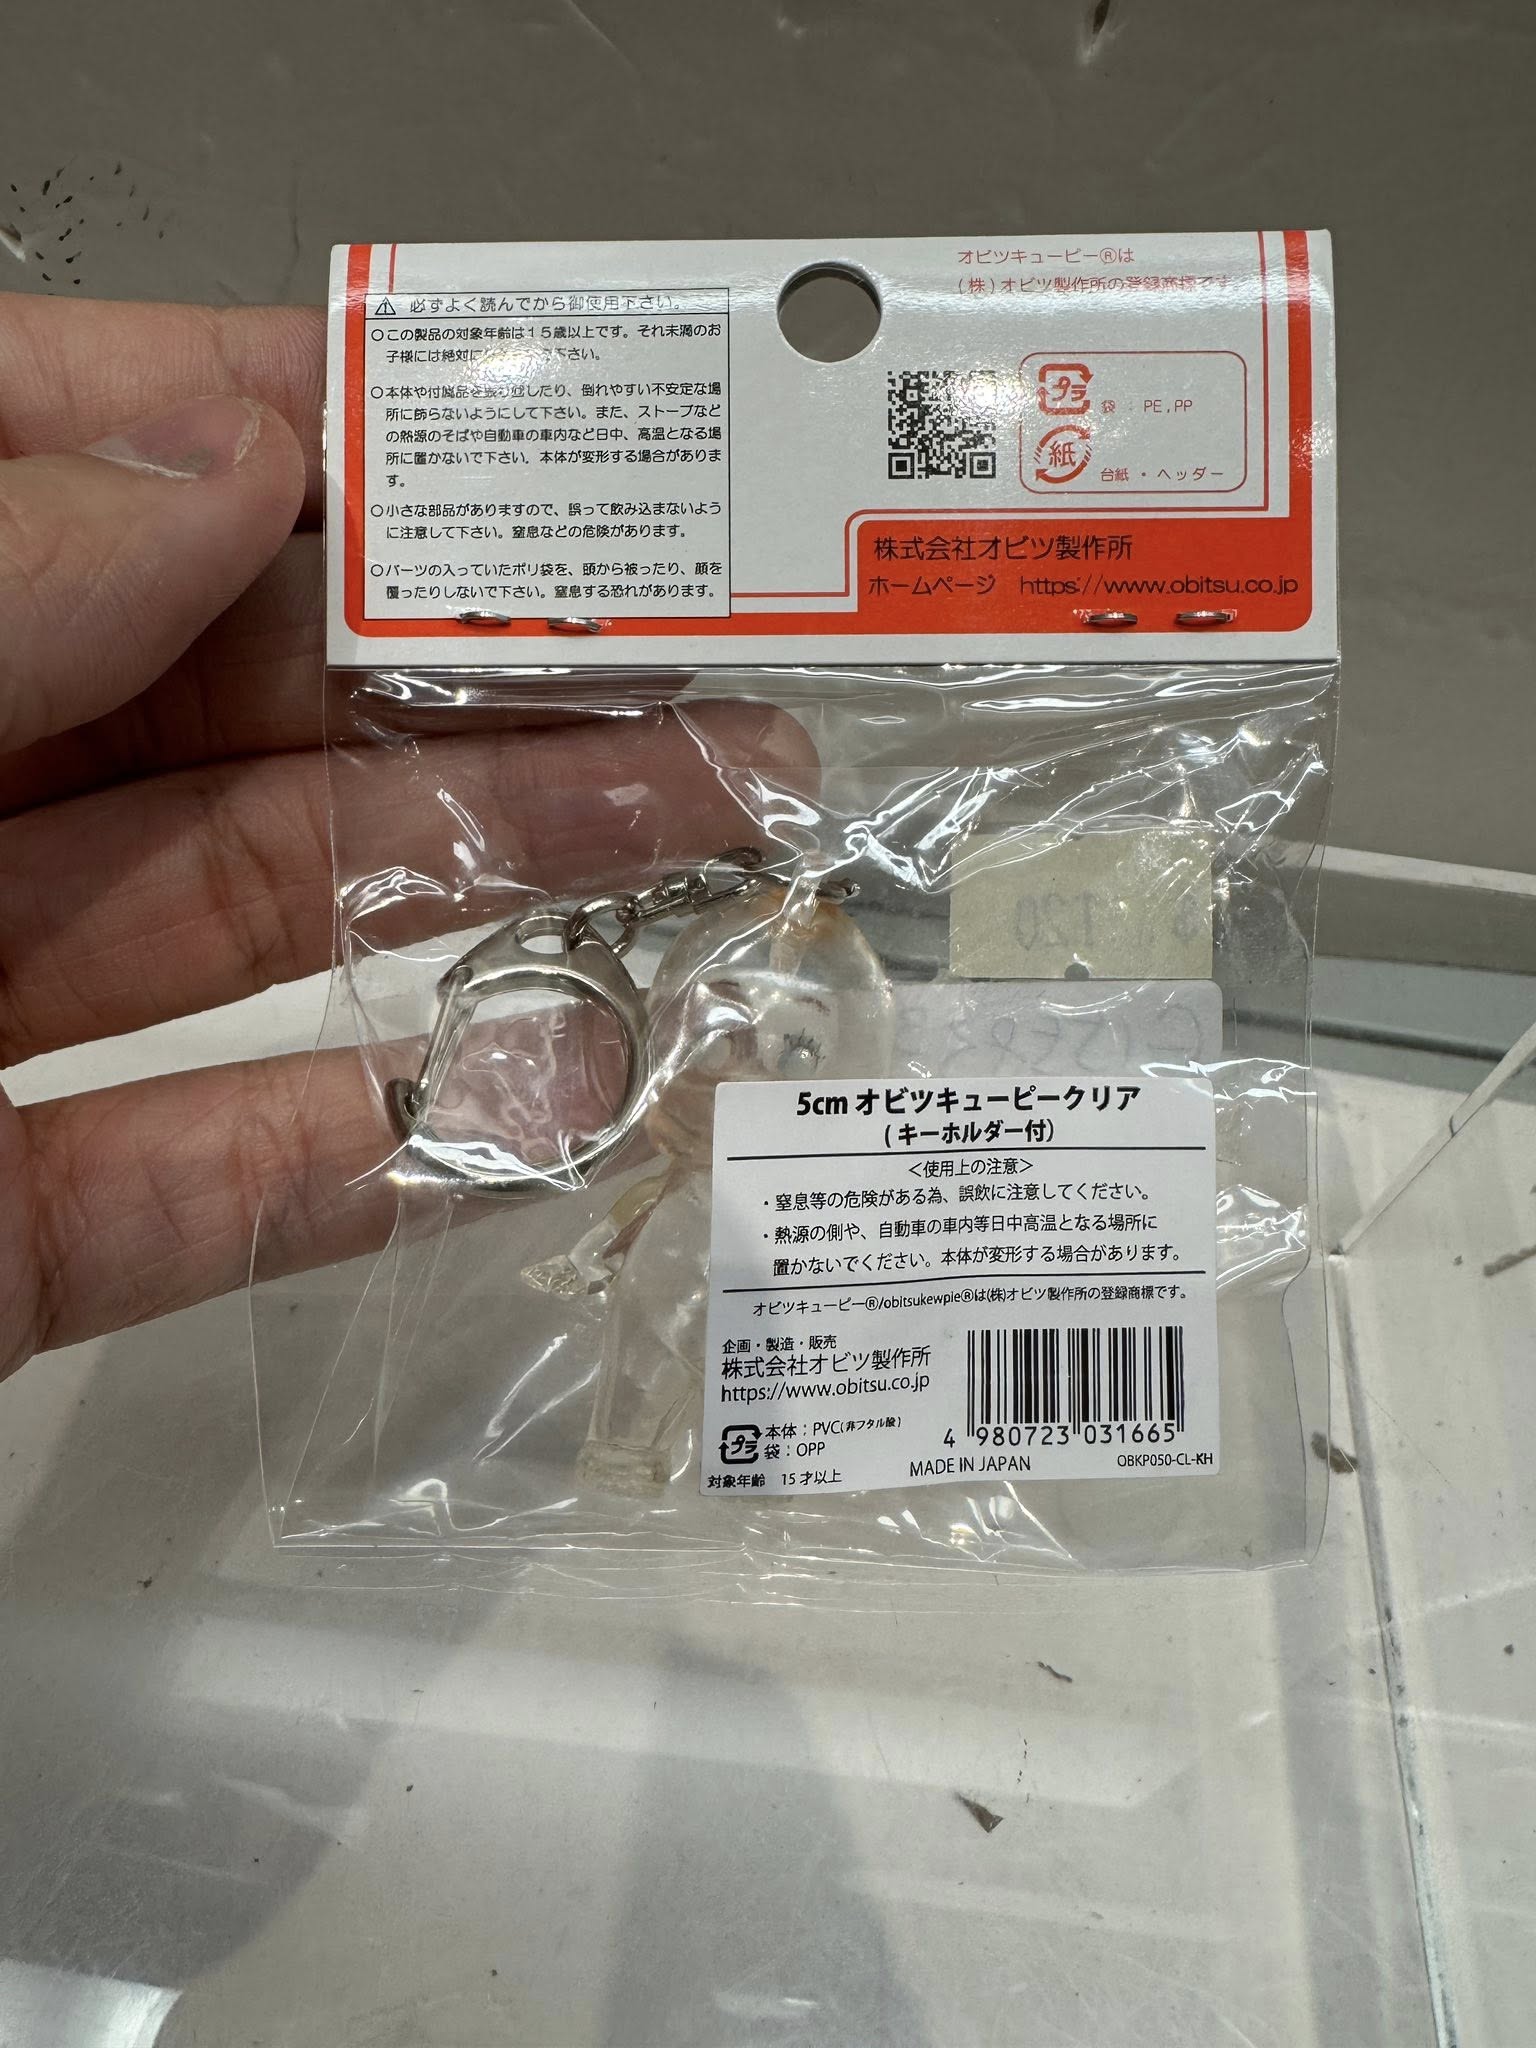 オビツキューピー®は
(株)オビツ製作所の登録商標です
⚠ 必ずよく読んでから御使用下さい。
○この製品の対象年齢は15歳以上です。それ未満のお
子様には絶対に 下さい。
○本体や付属品を振り回したり、倒れやすい不安定な場
所に飾らないようにして下さい。また、ストーブなど
の熱源のそばや自動車の車内など日中、高温となる場
所に置かないで下さい。本体が変形する場合がありま
す。
○小さな部品がありますので、誤って飲み込まないよう
に注意して下さい。窒息などの危険があります。
○パーツの入っていたポリ袋を、頭から被ったり、顔を
覆ったりしないで下さい。窒息する恐れがあります。
プラ 袋:PE,PP
紙 台紙・ヘッダー
株式会社オビツ製作所
ホームページ https://www.obitsu.co.jp
120
5cm オビツキューピークリア
(キーホルダー付)
<使用上の注意>
・窒息等の危険がある為、誤飲に注意してください。
・熱源の側や、自動車の車内等日中高温となる場所に
置かないでください。本体が変形する場合があります。
オビツキューピー®/obitsukewpie®は(株)オビツ製作所の登録商標です。
企画・製造・販売
株式会社オビツ製作所
https://www.obitsu.co.jp
プラ 本体:PVC(非フタル酸)
袋:OPP
対象年齢 15才以上
4 980723 031665
MADE IN JAPAN
OBKP050-CL-KH